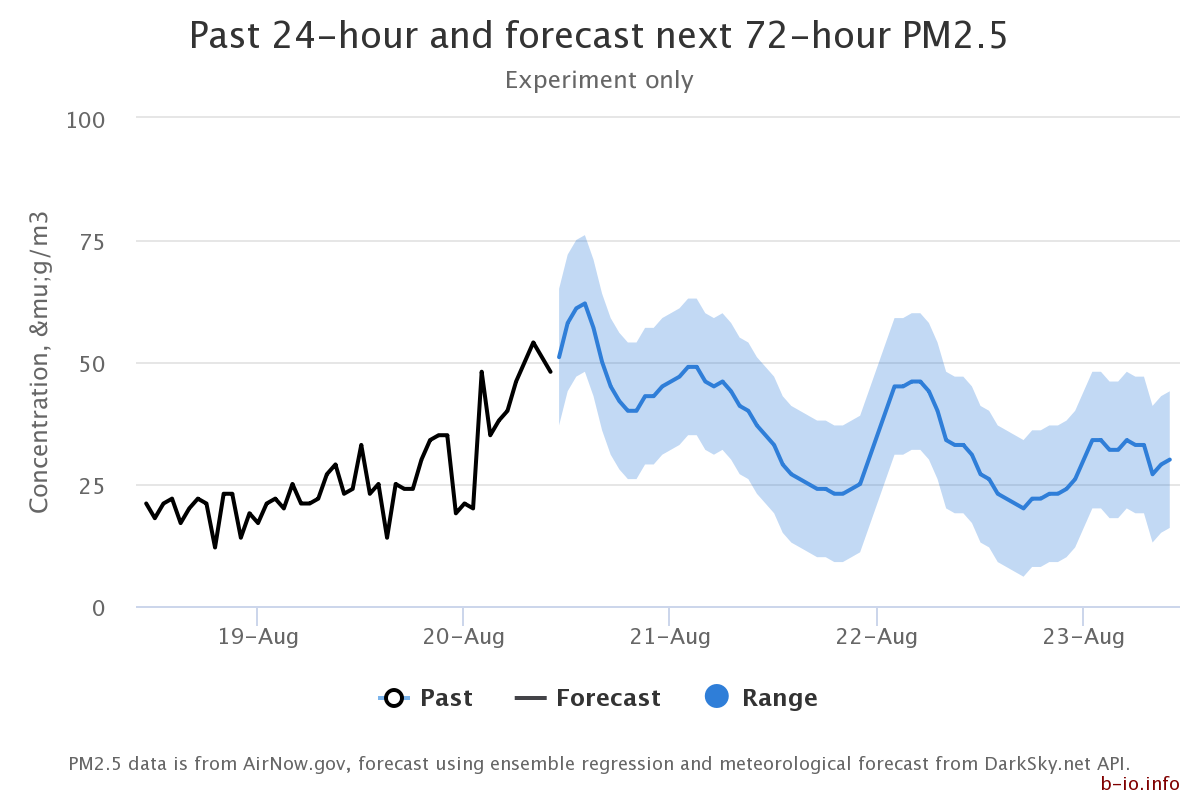 Past 24-hour and forecast next 72-hour PM2.5
Experiment only
Concentration, &mu;g/m3
100
75
50
25
0
19-Aug
20-Aug
21-Aug
22-Aug
23-Aug
Past
Forecast
Range
PM2.5 data is from AirNow.gov, forecast using ensemble regression and meteorological forecast from DarkSky.net API.
b-io.info